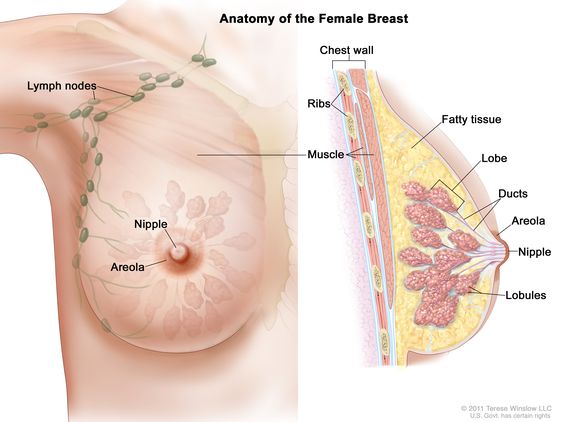 Anatomy of the Female Breast
Lymph nodes
Nipple
Areola
Chest wall
Ribs
Muscle
Fatty tissue
Lobe
Ducts
Areola
Nipple
Lobules
© 2011 Terese Winslow LLC
U.S. Govt. has certain rights